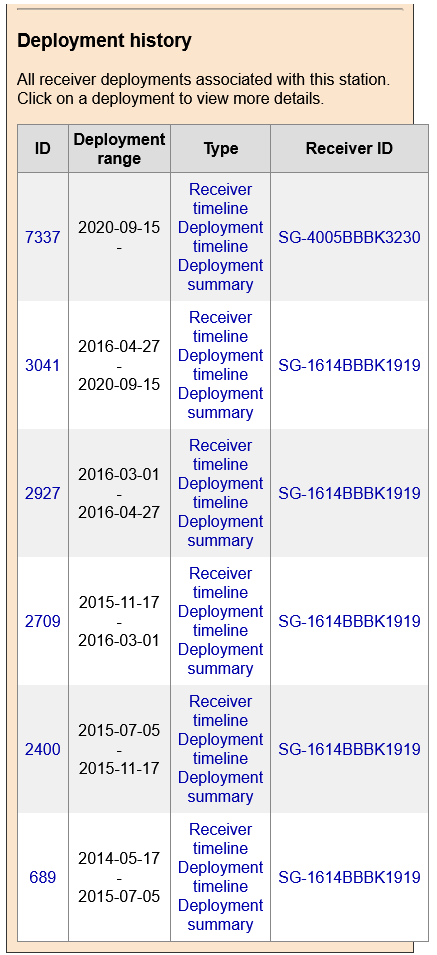 Deployment history
All receiver deployments associated with this station.
Click on a deployment to view more details.
ID
Deployment
range
Type
Receiver ID
7337
2020-09-15
-
Receiver
timeline
Deployment
timeline
Deployment
summary
SG-4005BBBK3230
3041
2016-04-27
-
2020-09-15
Receiver
timeline
Deployment
timeline
Deployment
summary
SG-1614BBBK1919
2927
2016-03-01
-
2016-04-27
Receiver
timeline
Deployment
timeline
Deployment
summary
SG-1614BBBK1919
2709
2015-11-17
-
2016-03-01
Receiver
timeline
Deployment
timeline
Deployment
summary
SG-1614BBBK1919
2400
2015-07-05
-
2015-11-17
Receiver
timeline
Deployment
timeline
Deployment
summary
SG-1614BBBK1919
689
2014-05-17
-
2015-07-05
Receiver
timeline
Deployment
timeline
Deployment
summary
SG-1614BBBK1919